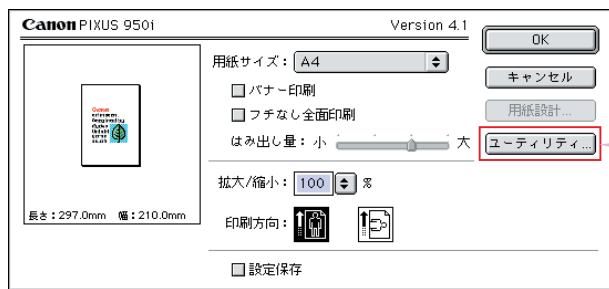 Canon PIXUS 950i
Version 4.1
OK
用紙サイズ： A4
キャンセル
バナー印刷
フチなし全面印刷
用紙設計...
はみ出し量： 小 大
ユーティリティ...
拡大/縮小： 100 %
長さ：297.0mm 幅：210.0mm
印刷方向：
設定保存